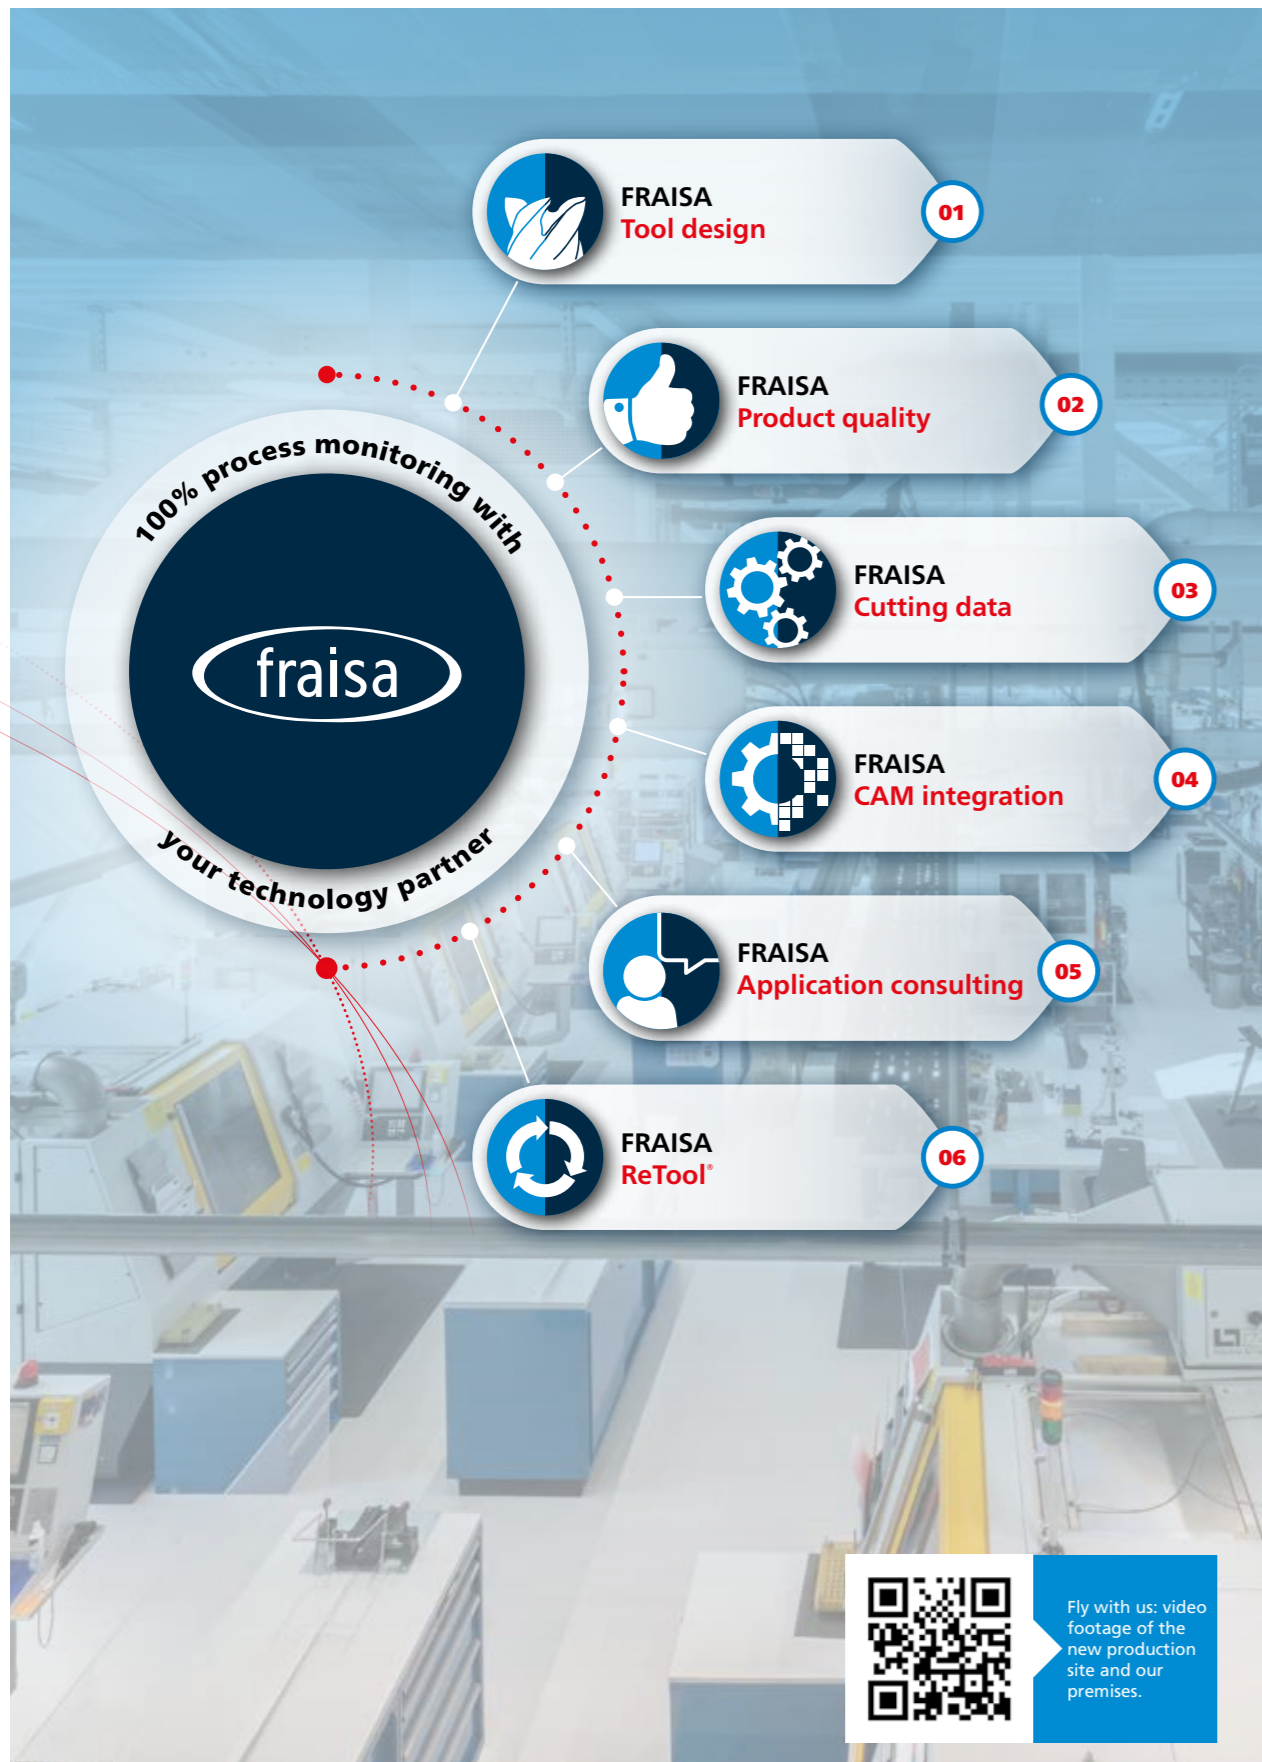 FRAISA
Tool design
01
FRAISA
Product quality
02
100% process monitoring with
fraisa
your technology partner
FRAISA
Cutting data
03
FRAISA
CAM integration
04
FRAISA
Application consulting
05
FRAISA
ReTool®
06
Fly with us: video
footage of the
new production
site and our
premises.